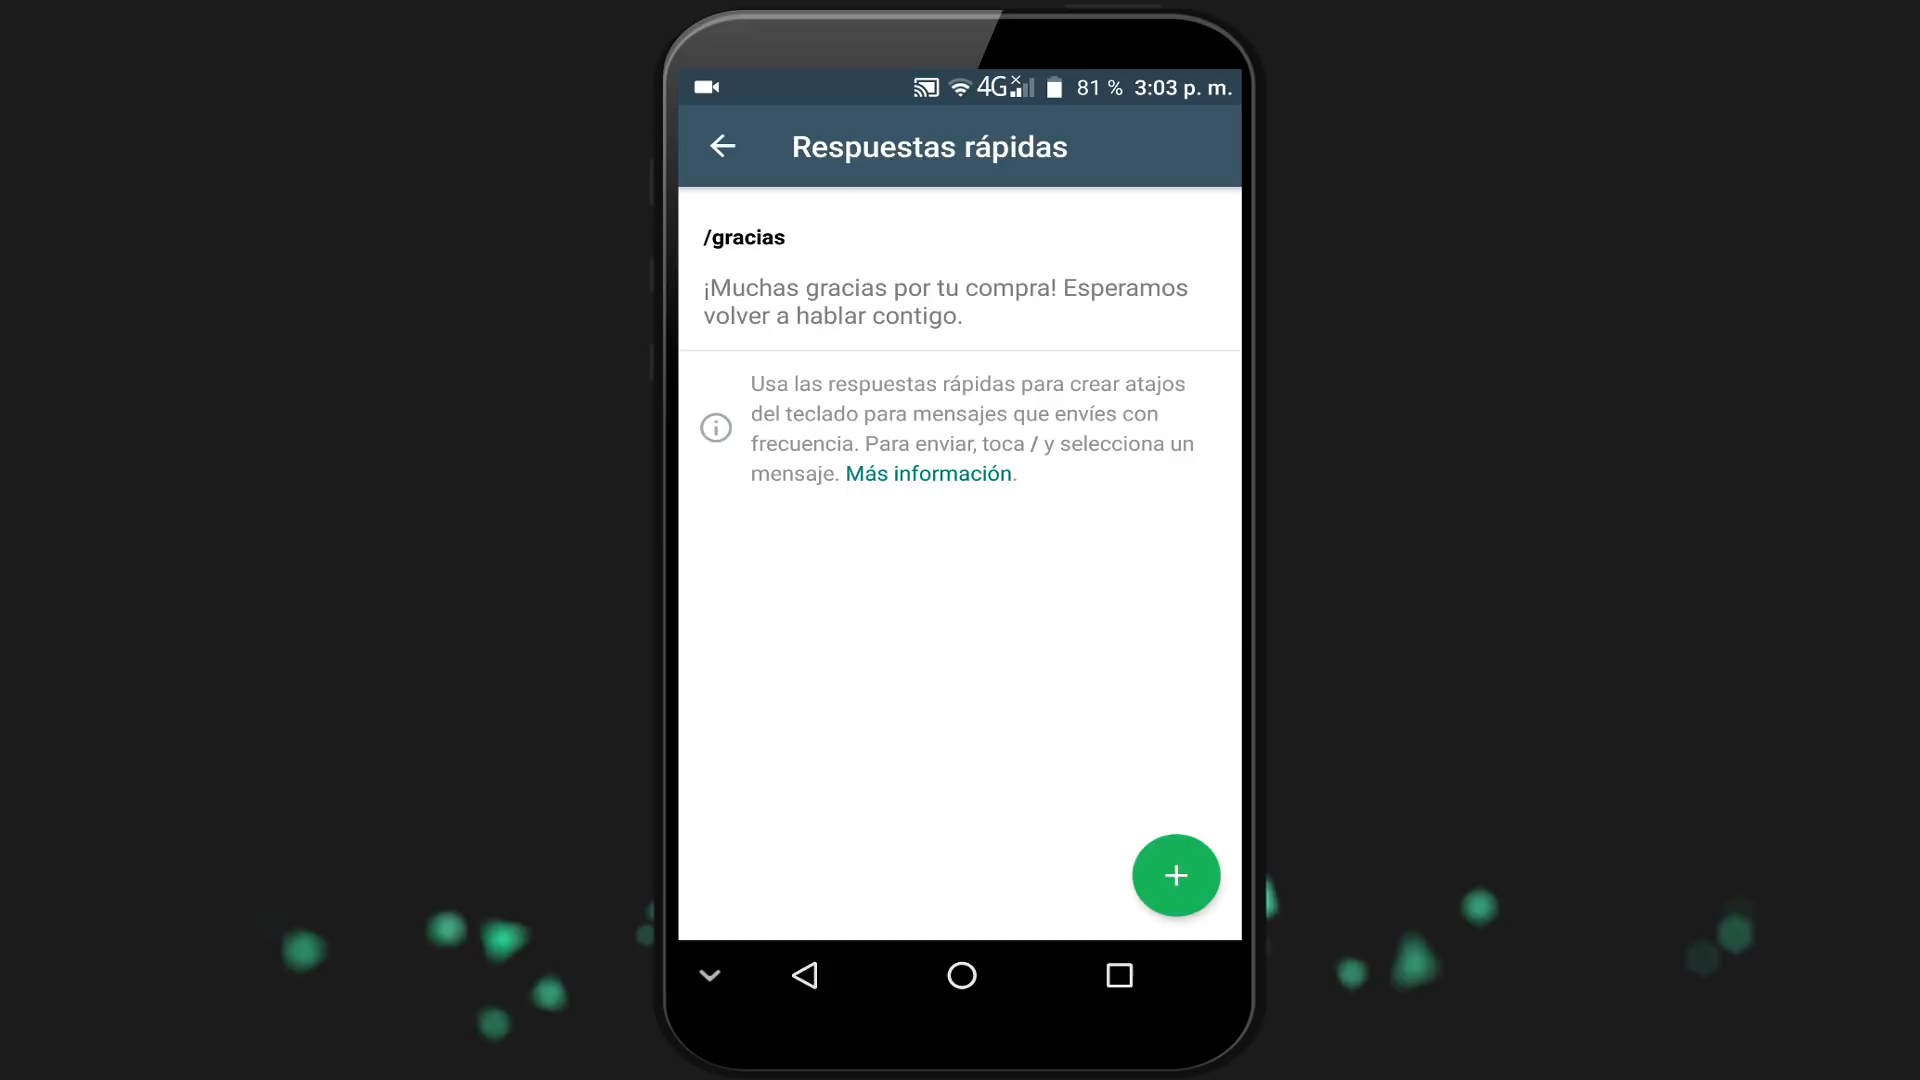 4G 81 % 3:03 p. m.
Respuestas rápidas
/gracias
¡Muchas gracias por tu compra! Esperamos
volver a hablar contigo.
Usa las respuestas rápidas para crear atajos
del teclado para mensajes que envíes con
frecuencia. Para enviar, toca / y selecciona un
mensaje. Más información.